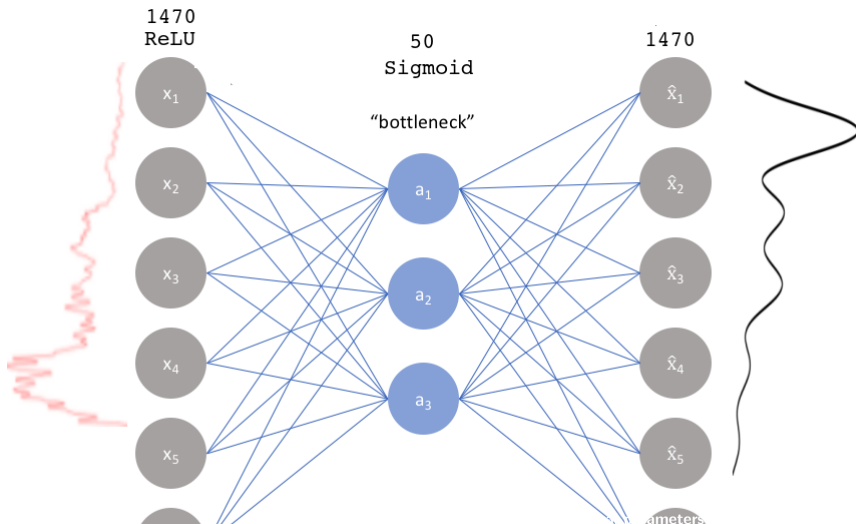 1470
ReLU
50
Sigmoid
1470
"bottleneck"
x1
x2
x3
x4
x5
a1
a2
a3
x̂1
x̂2
x̂3
x̂4
x̂5